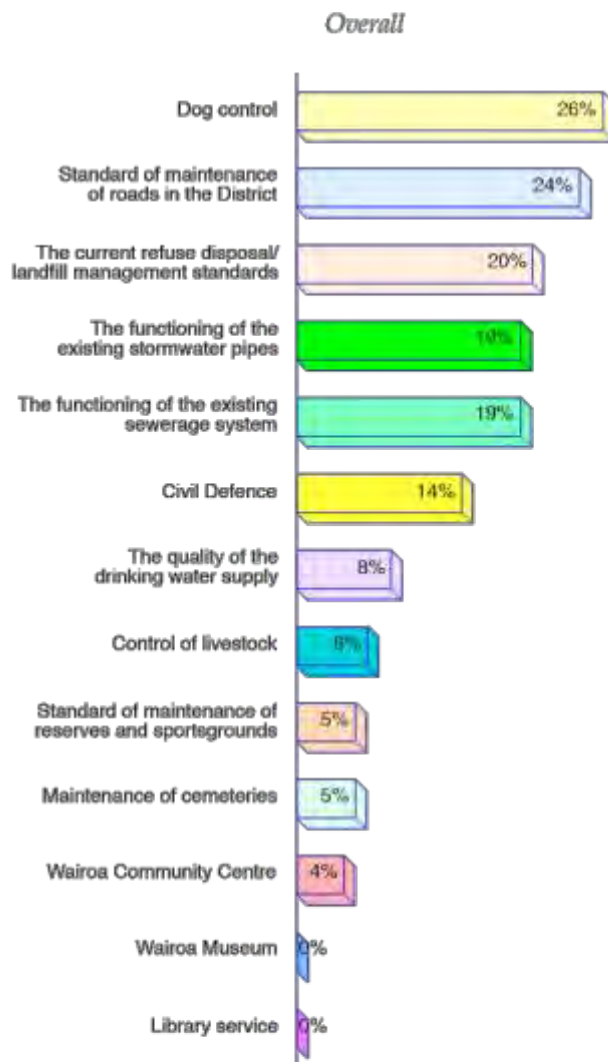 Overall
Dog control
26%
Standard of maintenance
of roads in the District
24%
The current refuse disposal/
landfill management standards
20%
The functioning of the
existing stormwater pipes
19%
The functioning of the existing
sewerage system
19%
Civil Defence
14%
The quality of the
drinking water supply
8%
Control of livestock
6%
Standard of maintenance of
reserves and sportsgrounds
5%
Maintenance of cemeteries
5%
Wairoa Community Centre
4%
Wairoa Museum
0%
Library service
0%